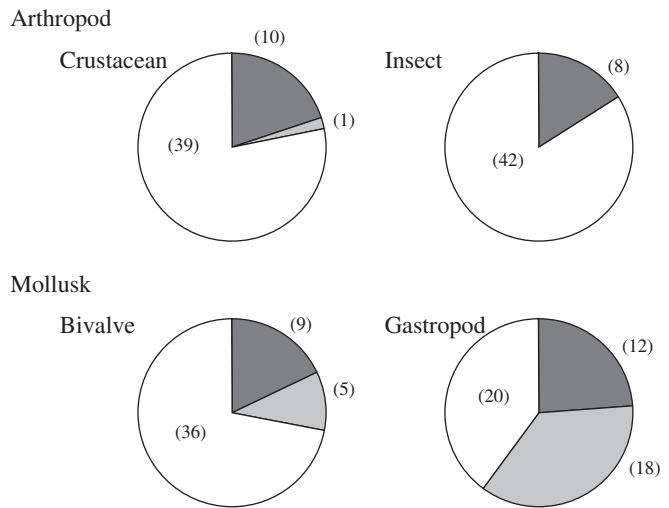 Arthropod
Crustacean
(10)
(1)
(39)
Insect
(8)
(42)
Mollusk
Bivalve
(9)
(5)
(36)
Gastropod
(12)
(20)
(18)